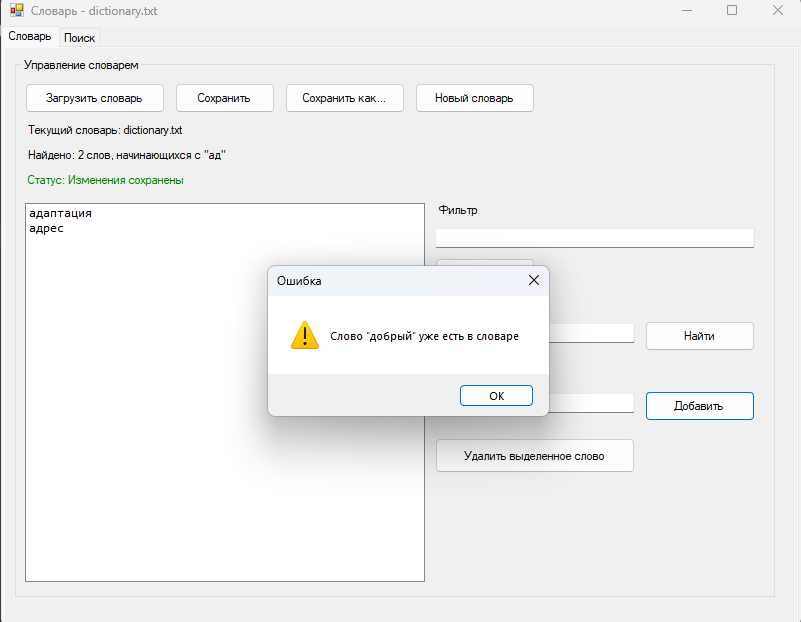 Словарь - dictionary.txt
Словарь Поиск
Управление словарем
Загрузить словарь Сохранить Сохранить как... Новый словарь
Текущий словарь: dictionary.txt
Найдено: 2 слов, начинающихся с "ад"
Статус: Изменения сохранены
адаптация
адрес
Фильтр
Ошибка
Слово "добрый" уже есть в словаре
ОК
Найти
Добавить
Удалить выделенное слово